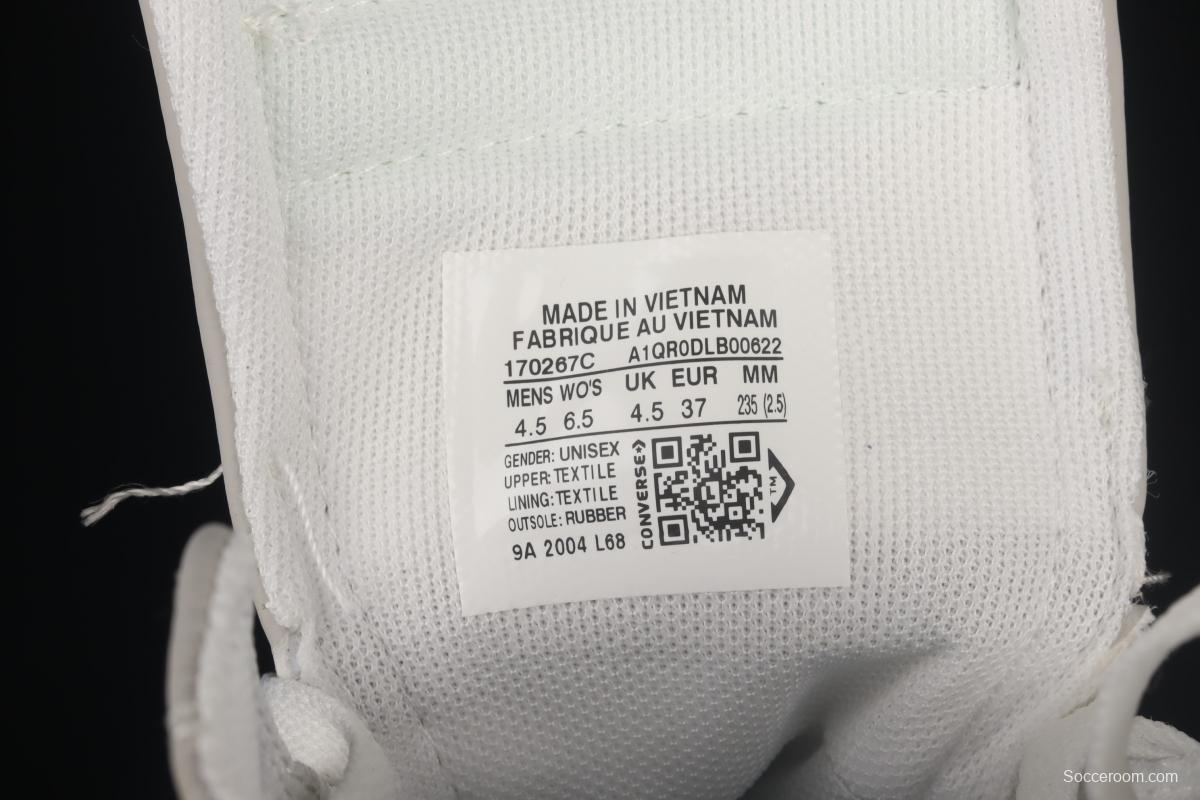 MADE IN VIETNAM
FABRIQUE AU VIETNAM
170267C A1QR0DLB00622
MENS WO'S UK EUR MM
4.5 6.5 4.5 37 235 (2.5)
GENDER: UNISEX
UPPER: TEXTILE
LINING: TEXTILE
OUTSOLE: RUBBER
9A 2004 L68
CONVERSE
TM
Socceroom.com